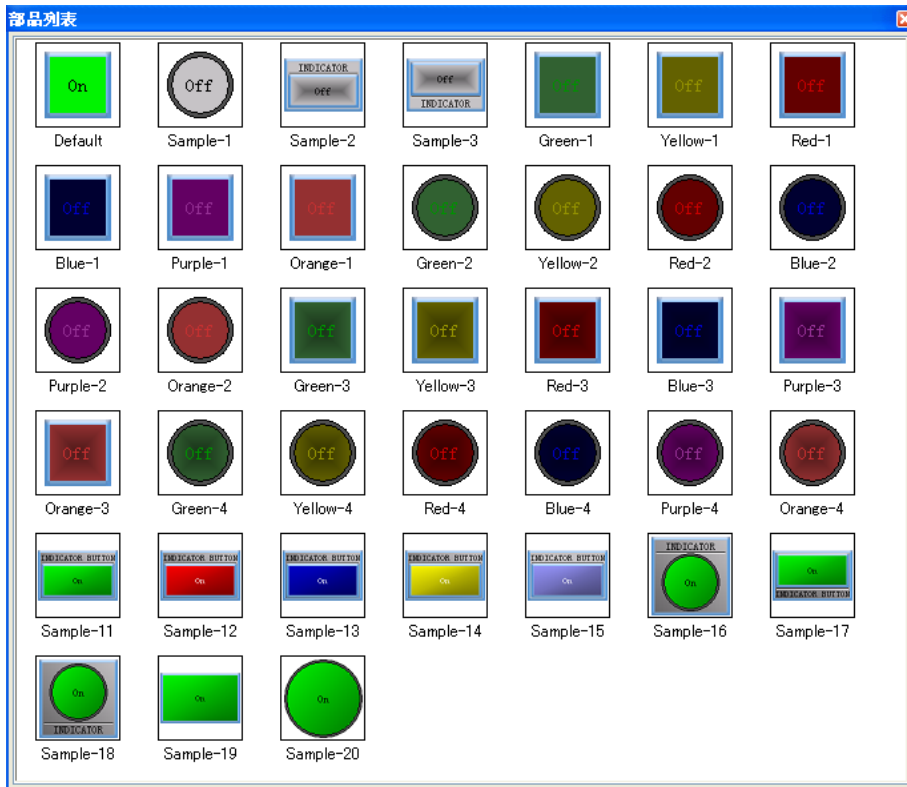 部品列表
On Off INDICATOR Off Off INDICATOR Off Off Off
Default Sample-1 Sample-2 Sample-3 Green-1 Yellow-1 Red-1
Off Off Off Off Off Off Off
Blue-1 Purple-1 Orange-1 Green-2 Yellow-2 Red-2 Blue-2
Off Off Off Off Off Off Off
Purple-2 Orange-2 Green-3 Yellow-3 Red-3 Blue-3 Purple-3
Off Off Off Off Off Off Off
Orange-3 Green-4 Yellow-4 Red-4 Blue-4 Purple-4 Orange-4
INDICATOR BUTTON On INDICATOR BUTTON On INDICATOR BUTTON On INDICATOR BUTTON On INDICATOR BUTTON On INDICATOR On On INDICATOR BUTTON
Sample-11 Sample-12 Sample-13 Sample-14 Sample-15 Sample-16 Sample-17
On INDICATOR On On
Sample-18 Sample-19 Sample-20